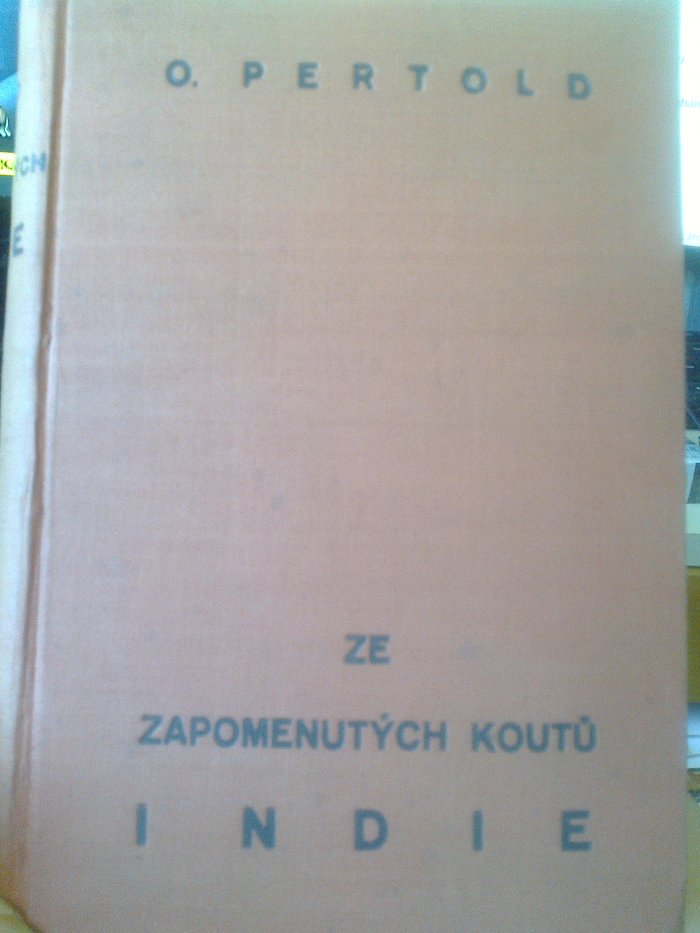 O. PERTOLD
ZE
ZAPOMENUTÝCH KOUTŮ
INDIE